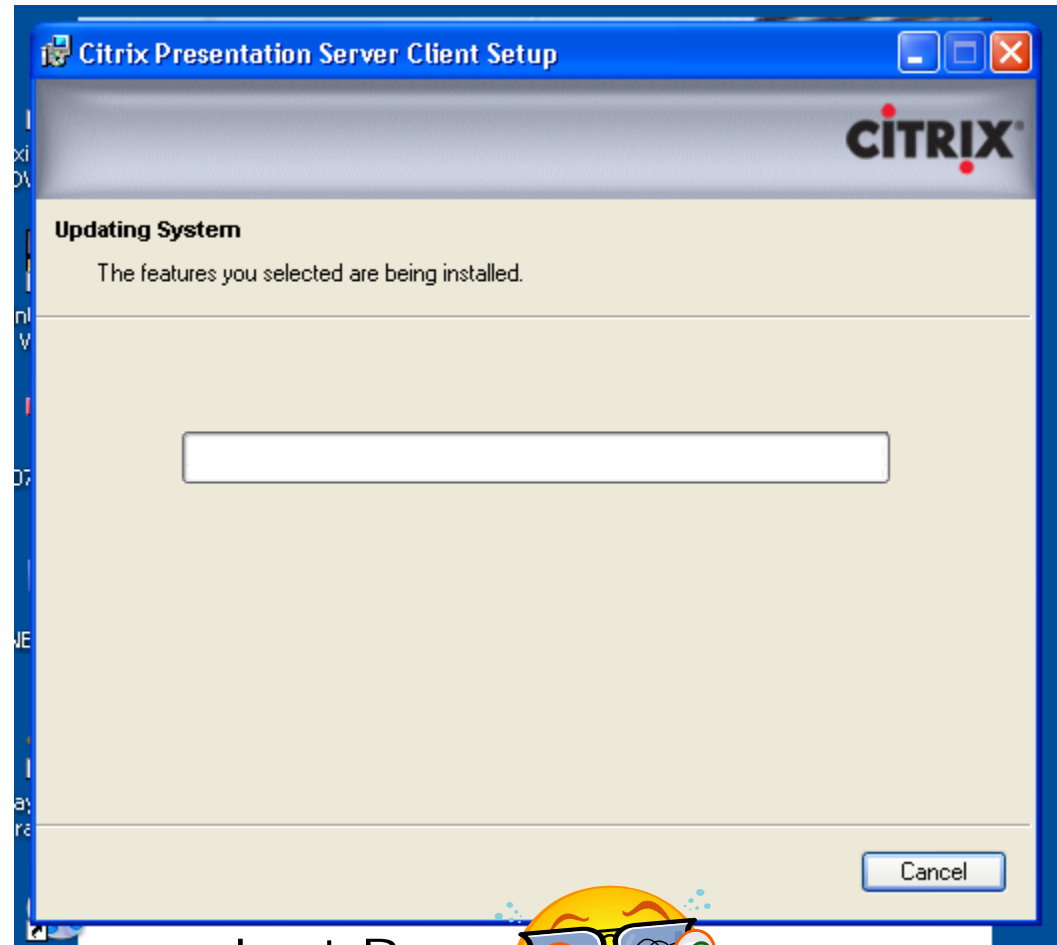 Citrix Presentation Server Client Setup
CITRIX
Updating System
The features you selected are being installed.
Cancel